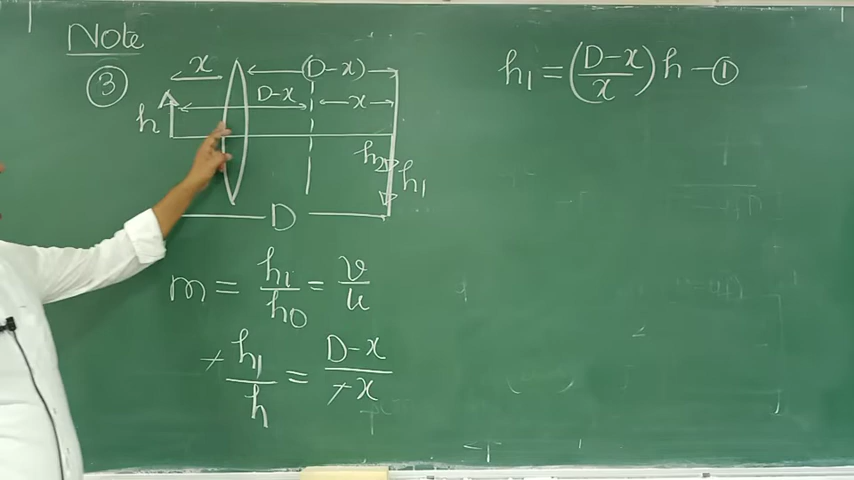 Note
③
x
(D-x)
D-x
x
h
h₂
h₁
D
m = h₁/h₀ = v/u
-h₁/h = D-x/-x
h₁ = (D-x/x) h - ①